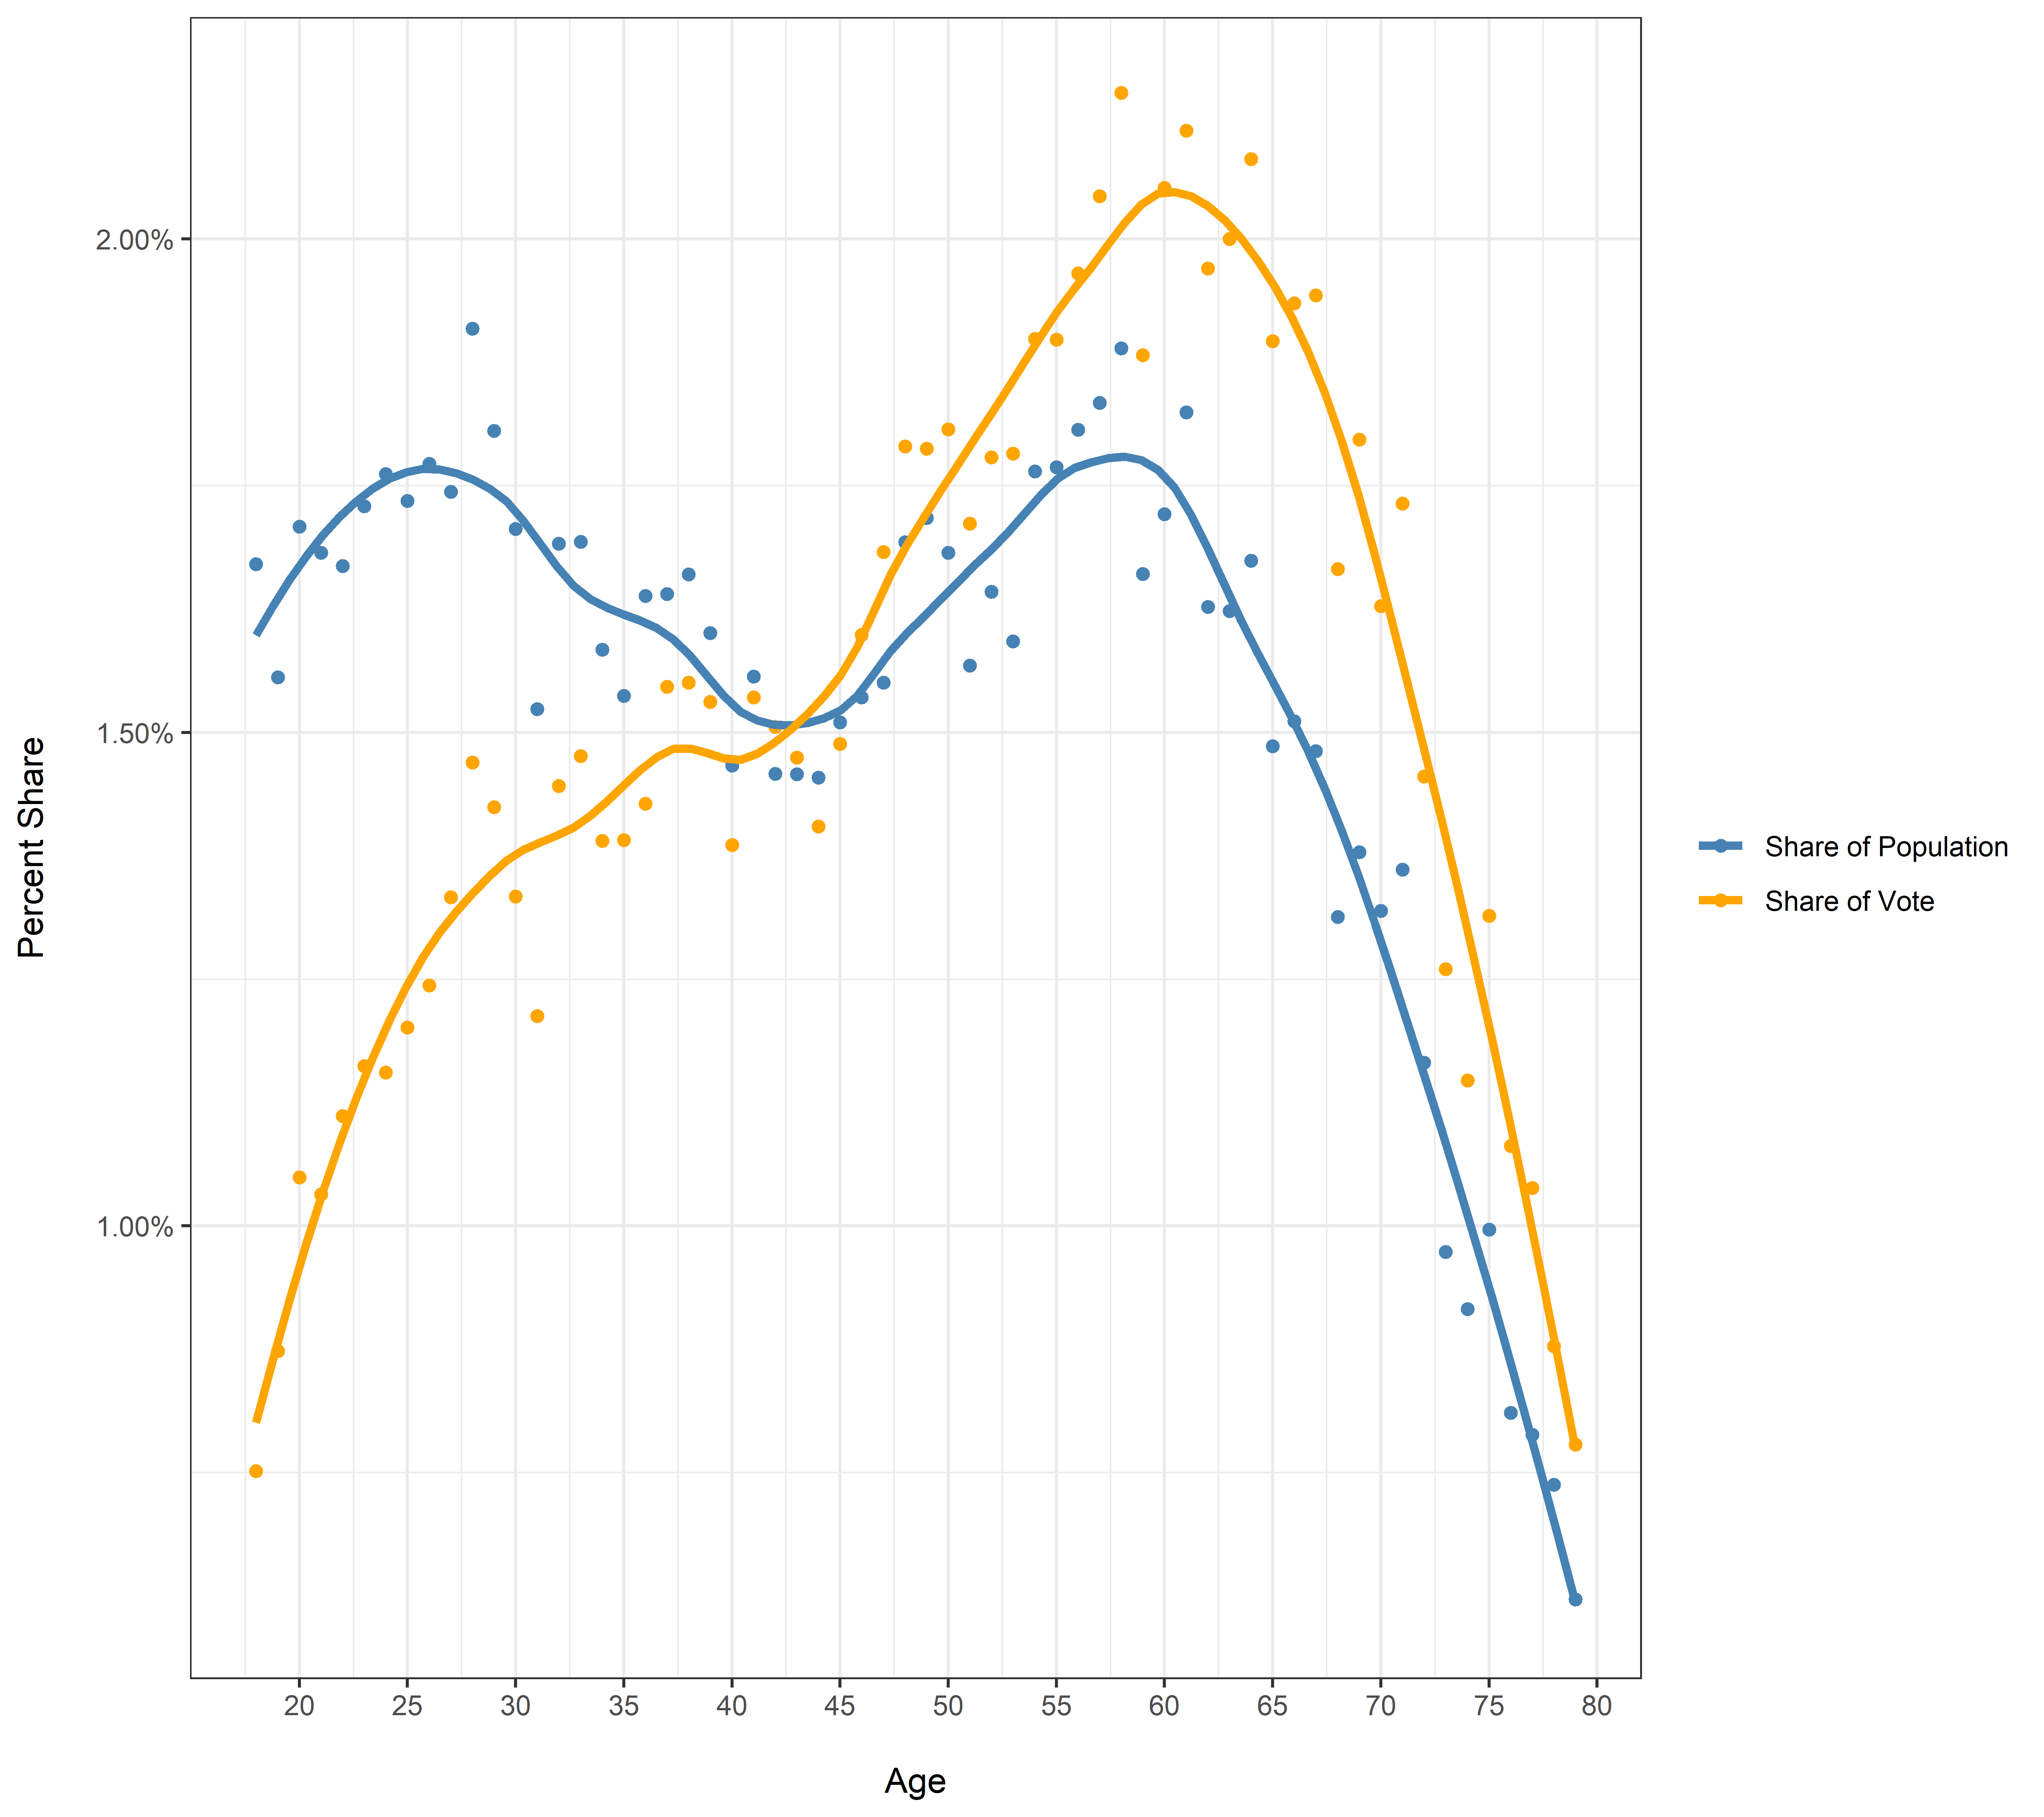 2.00%
1.50%
1.00%
Percent Share
20 25 30 35 40 45 50 55 60 65 70 75 80
Age
Share of Population
Share of Vote